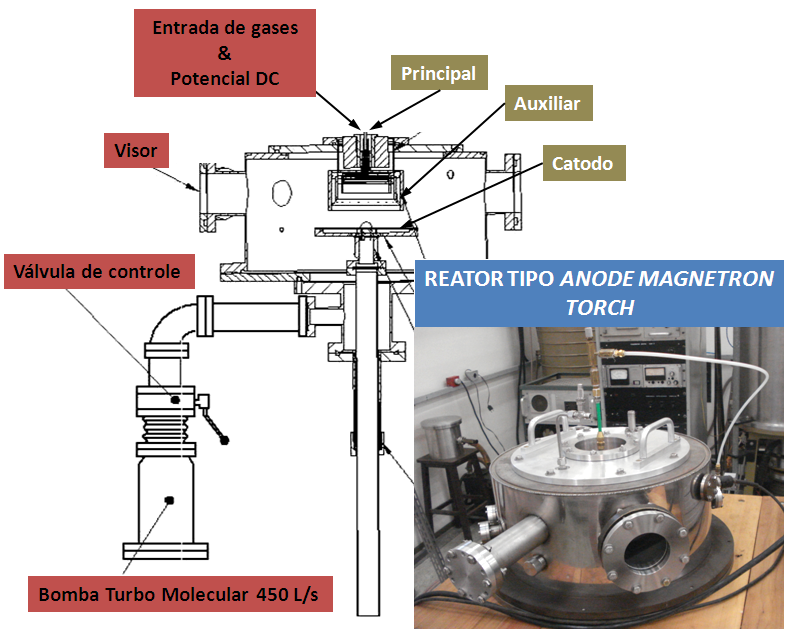 Entrada de gases
&
Potencial DC
Principal
Auxiliar
Visor
Catodo
Válvula de controle
REATOR TIPO ANODE MAGNETRON
TORCH
Bomba Turbo Molecular 450 L/s